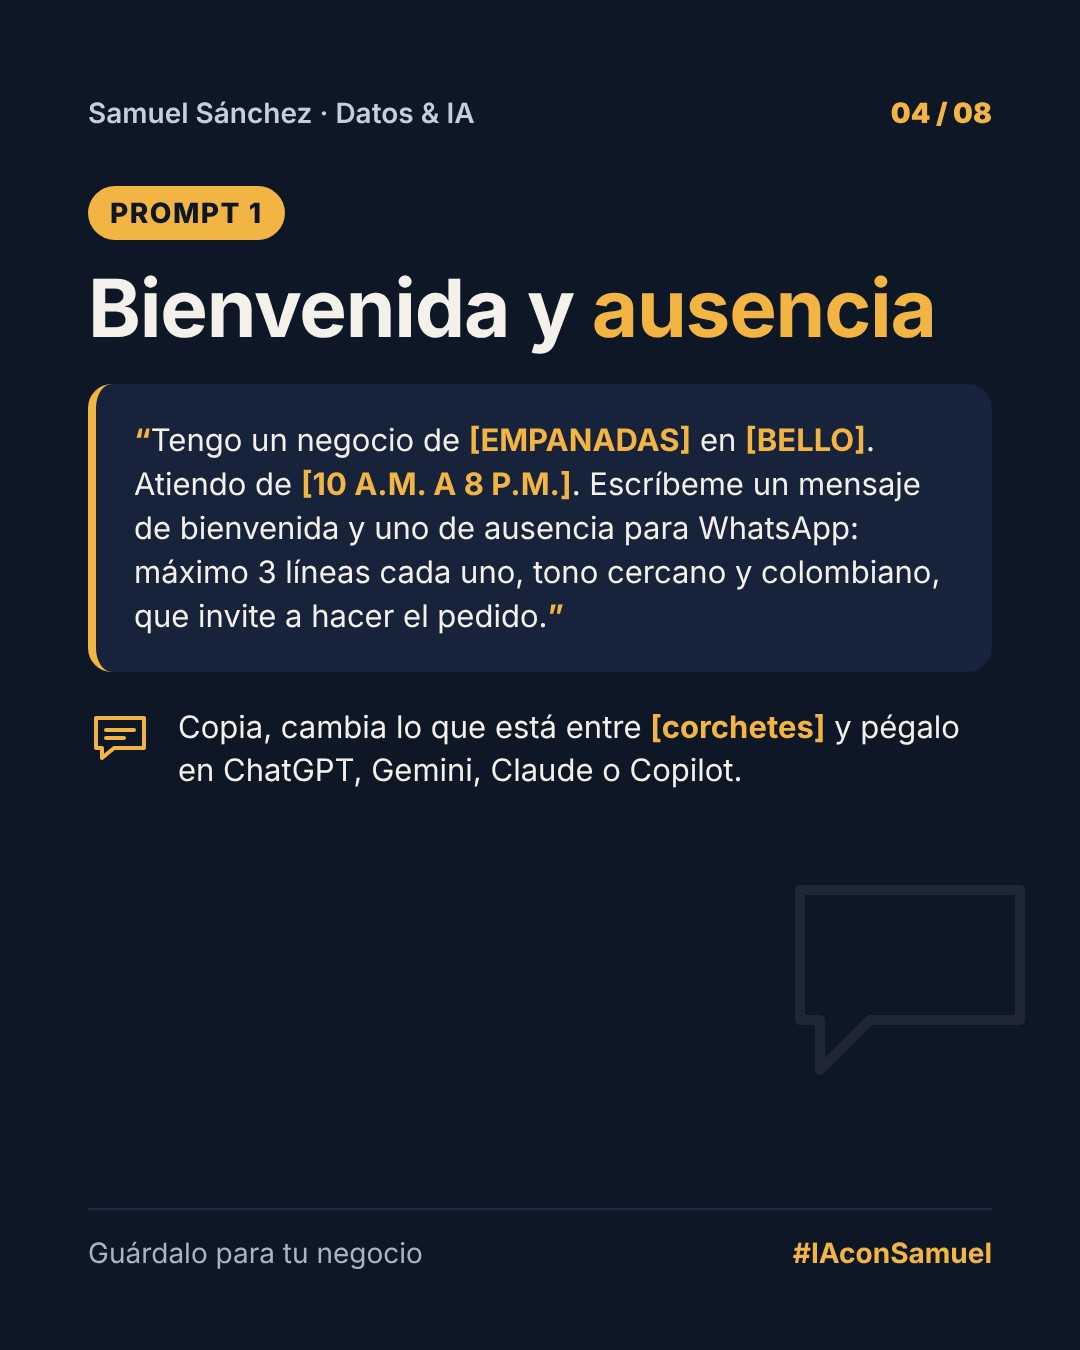 Samuel Sánchez · Datos & IA
04 / 08
PROMPT 1
Bienvenida y ausencia
“Tengo un negocio de [EMPANADAS] en [BELLO].
Atiendo de [10 A.M. A 8 P.M.]. Escríbeme un mensaje
de bienvenida y uno de ausencia para WhatsApp:
máximo 3 líneas cada uno, tono cercano y colombiano,
que invite a hacer el pedido.”
Copia, cambia lo que está entre [corchetes] y pégalo
en ChatGPT, Gemini, Claude o Copilot.
Guárdalo para tu negocio
#IAconSamuel